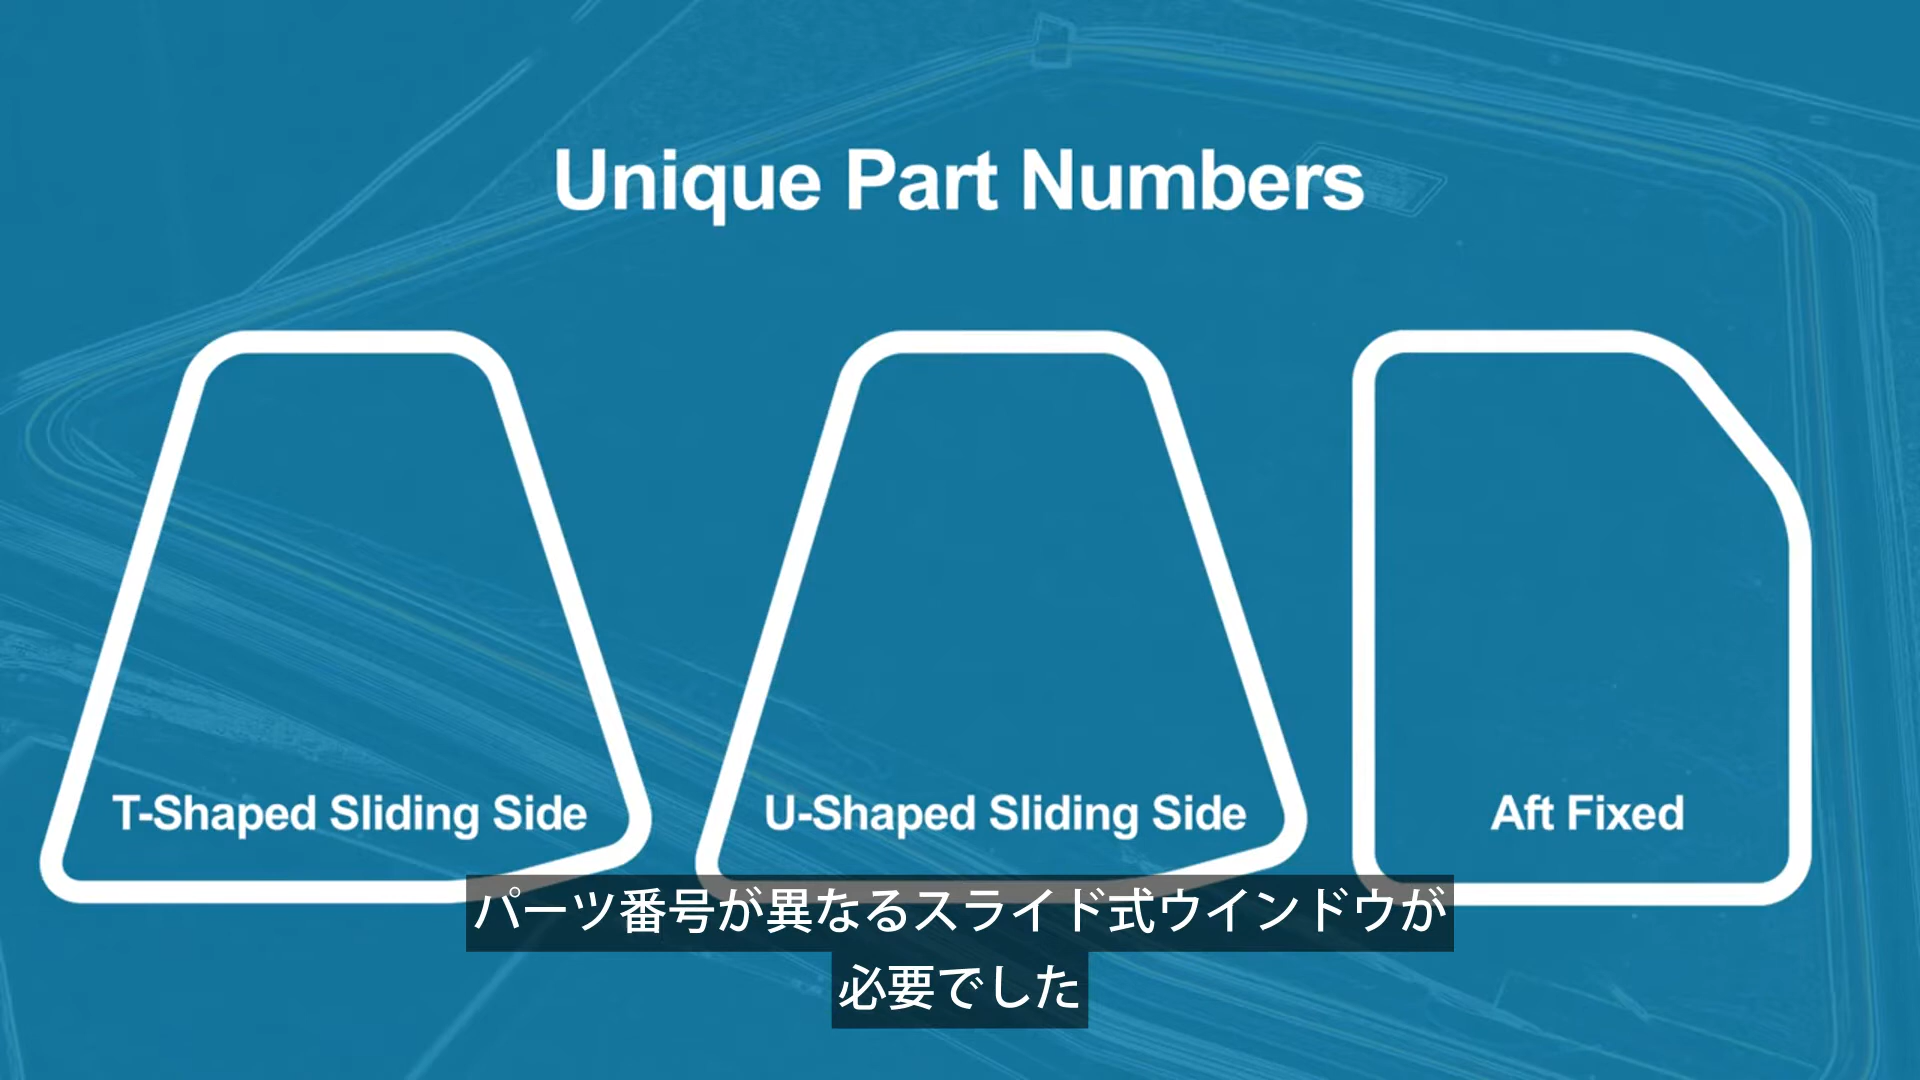 Unique Part Numbers
T-Shaped Sliding Side
U-Shaped Sliding Side
Aft Fixed
パーツ番号が異なるスライド式ウインドウが
必要でした